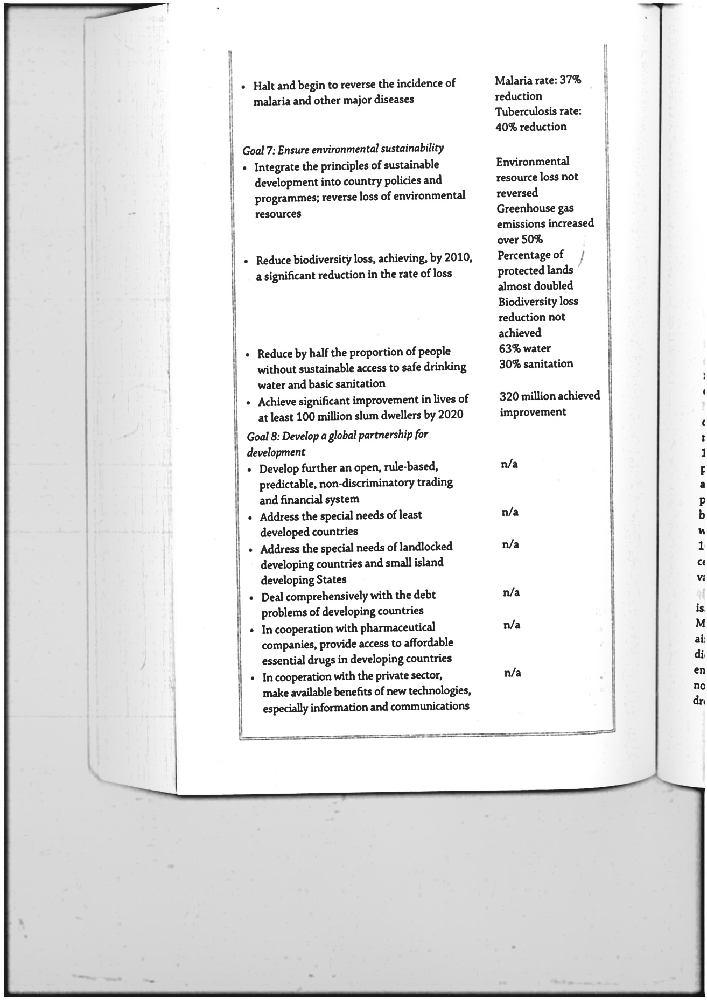 • Halt and begin to reverse the incidence of
malaria and other major diseases
Malaria rate: 37%
reduction
Tuberculosis rate:
40% reduction
Goal 7: Ensure environmental sustainability
• Integrate the principles of sustainable
development into country policies and
programmes; reverse loss of environmental
resources
Environmental
resource loss not
reversed
Greenhouse gas
emissions increased
over 50%
• Reduce biodiversity loss, achieving, by 2010,
a significant reduction in the rate of loss
Percentage of
protected lands
almost doubled
Biodiversity loss
reduction not
achieved
• Reduce by half the proportion of people
without sustainable access to safe drinking
water and basic sanitation
63% water
30% sanitation
• Achieve significant improvement in lives of
at least 100 million slum dwellers by 2020
320 million achieved
improvement
Goal 8: Develop a global partnership for
development
• Develop further an open, rule-based,
predictable, non-discriminatory trading
and financial system
n/a
• Address the special needs of least
developed countries
n/a
• Address the special needs of landlocked
developing countries and small island
developing States
n/a
• Deal comprehensively with the debt
problems of developing countries
n/a
• In cooperation with pharmaceutical
companies, provide access to affordable
essential drugs in developing countries
n/a
• In cooperation with the private sector,
make available benefits of new technologies,
especially information and communications
n/a